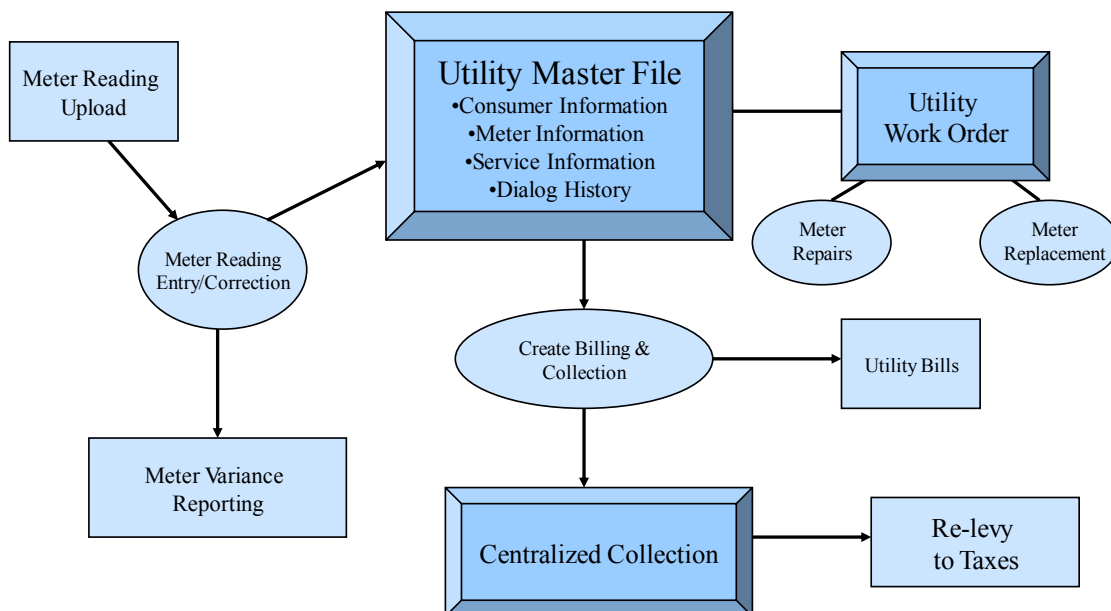 Meter Reading
Upload
Utility Master File
•Consumer Information
•Meter Information
•Service Information
•Dialog History
Utility
Work Order
Meter Reading
Entry/Correction
Meter
Repairs
Meter
Replacement
Create Billing &
Collection
Utility Bills
Meter Variance
Reporting
Centralized Collection
Re-levy
to Taxes